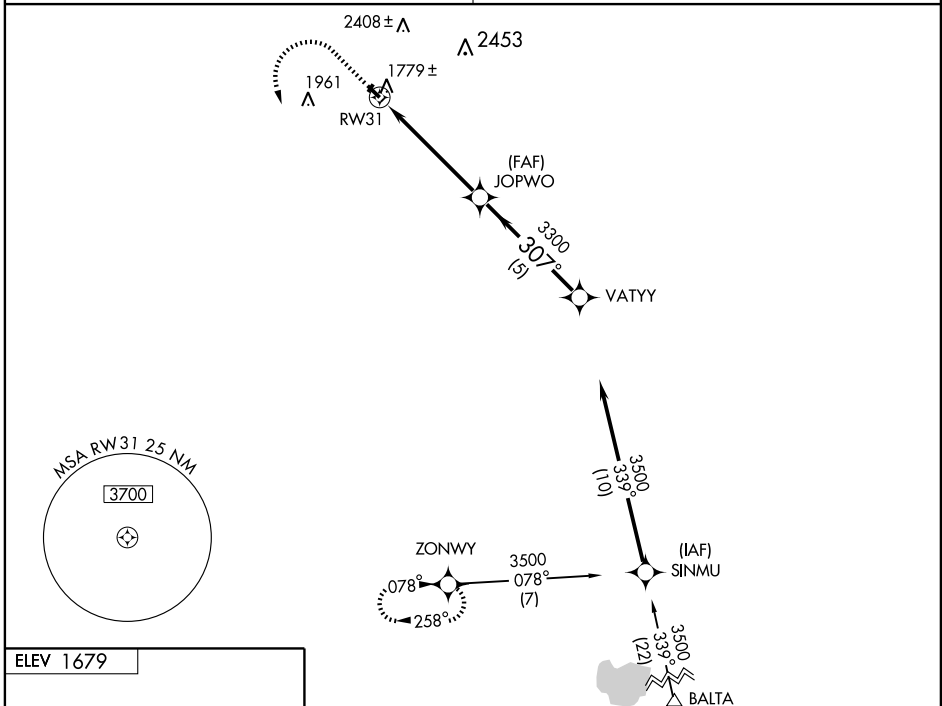 2408±
2453
1779±
1961
RW31
(FAF)
JOPWO
3300
307°
(5)
VATYY
MSA RW31 25 NM
3700
3500
339°
(10)
ZONWY
3500
078°
(7)
(IAF)
SINMU
078°
258°
3500
339°
(22)
ELEV 1679
BALTA